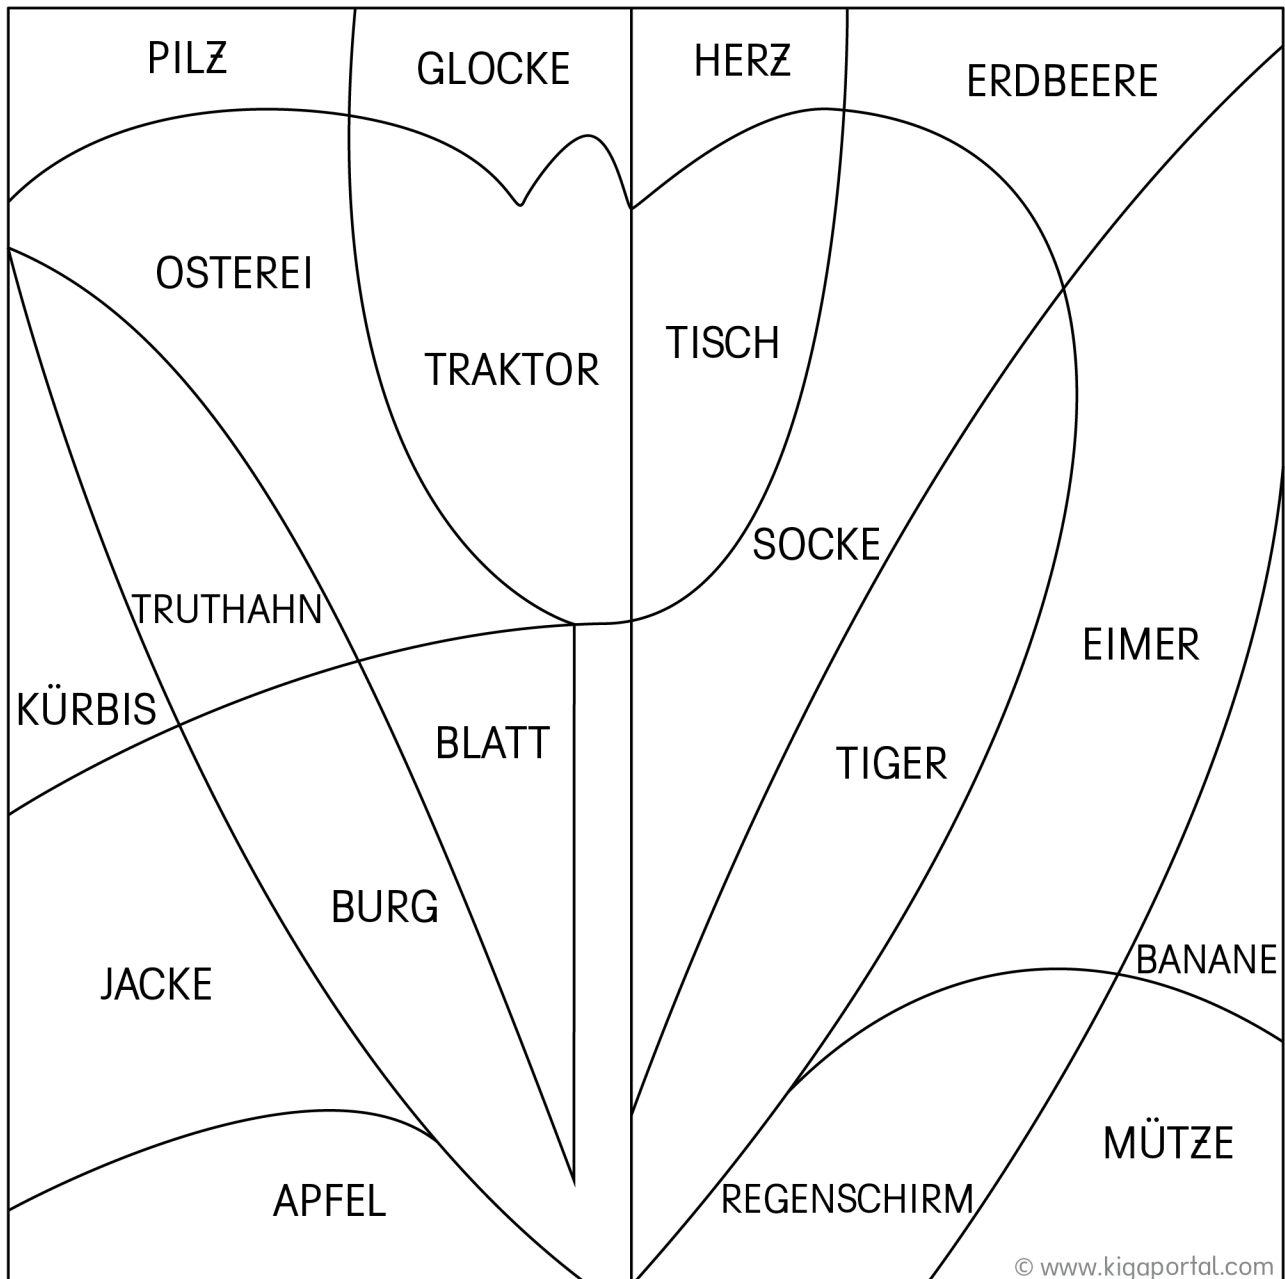 PILZ
GLOCKE
HERZ
ERDBEERE
OSTEREI
TRAKTOR
TISCH
SOCKE
TRUTHAHN
EIMER
KÜRBIS
BLATT
TIGER
BURG
BANANE
JACKE
MÜTZE
APFEL
REGENSCHIRM
© www.kigaportal.com